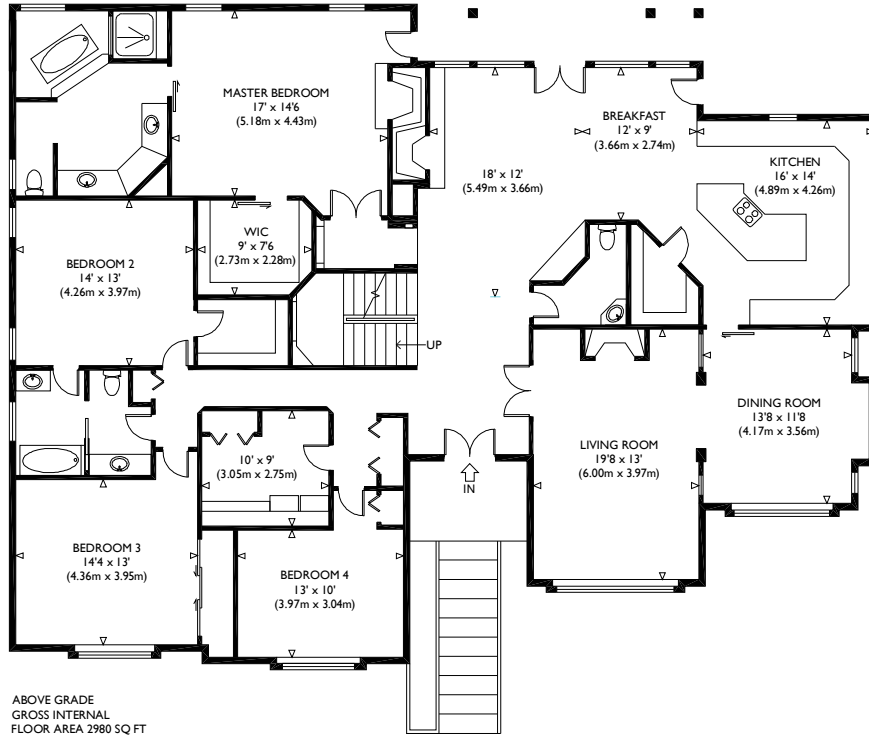 MASTER BEDROOM
17' x 14'6
(5.18m x 4.43m)
BREAKFAST
12' x 9'
(3.66m x 2.74m)
18' x 12'
(5.49m x 3.66m)
KITCHEN
16' x 14'
(4.89m x 4.26m)
WIC
9' x 7'6
(2.73m x 2.28m)
BEDROOM 2
14' x 13'
(4.26m x 3.97m)
UP
DINING ROOM
13'8 x 11'8
(4.17m x 3.56m)
LIVING ROOM
19'8 x 13'
(6.00m x 3.97m)
10' x 9'
(3.05m x 2.75m)
IN
BEDROOM 3
14'4 x 13'
(4.36m x 3.95m)
BEDROOM 4
13' x 10'
(3.97m x 3.04m)
ABOVE GRADE
GROSS INTERNAL
FLOOR AREA 2980 SQ FT